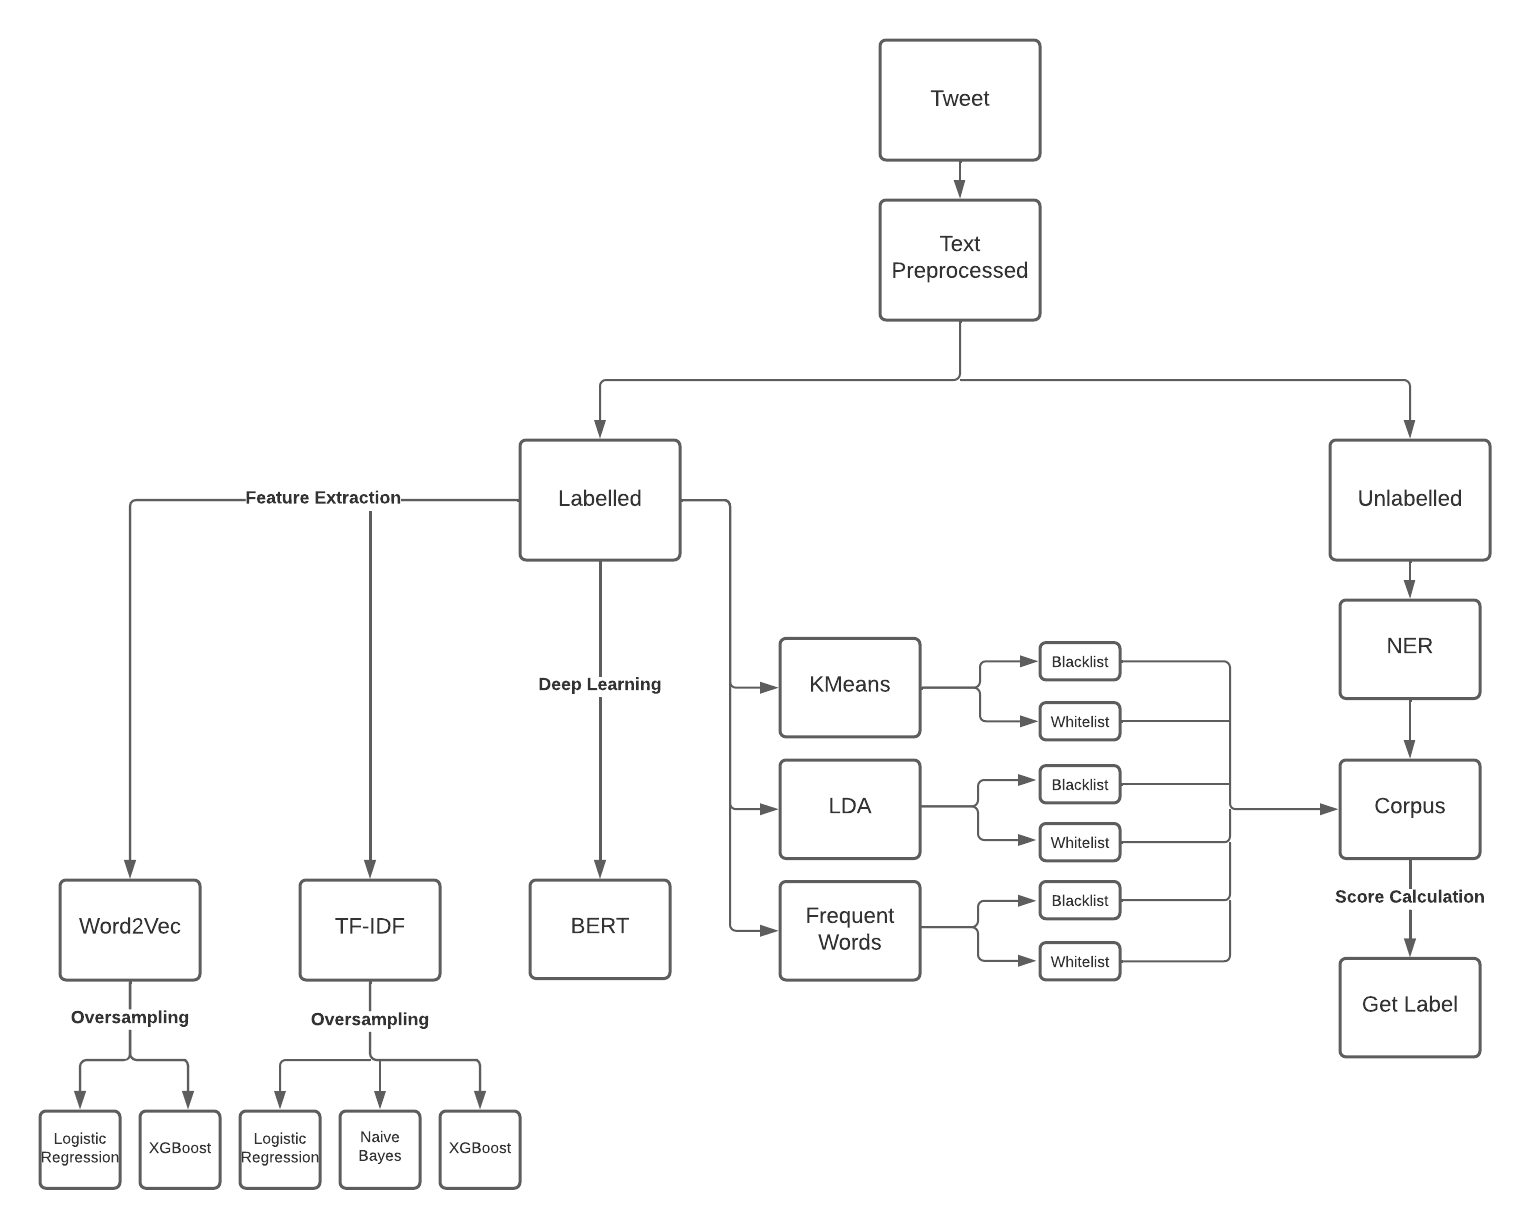 Tweet
Text
Preprocessed
Feature Extraction
Labelled
Unlabelled
NER
Deep Learning
KMeans
Blacklist
Whitelist
LDA
Blacklist
Whitelist
Corpus
Score Calculation
Word2Vec
TF-IDF
BERT
Frequent
Words
Blacklist
Whitelist
Get Label
Oversampling
Oversampling
Logistic
Regression
XGBoost
Logistic
Regression
Naive
Bayes
XGBoost